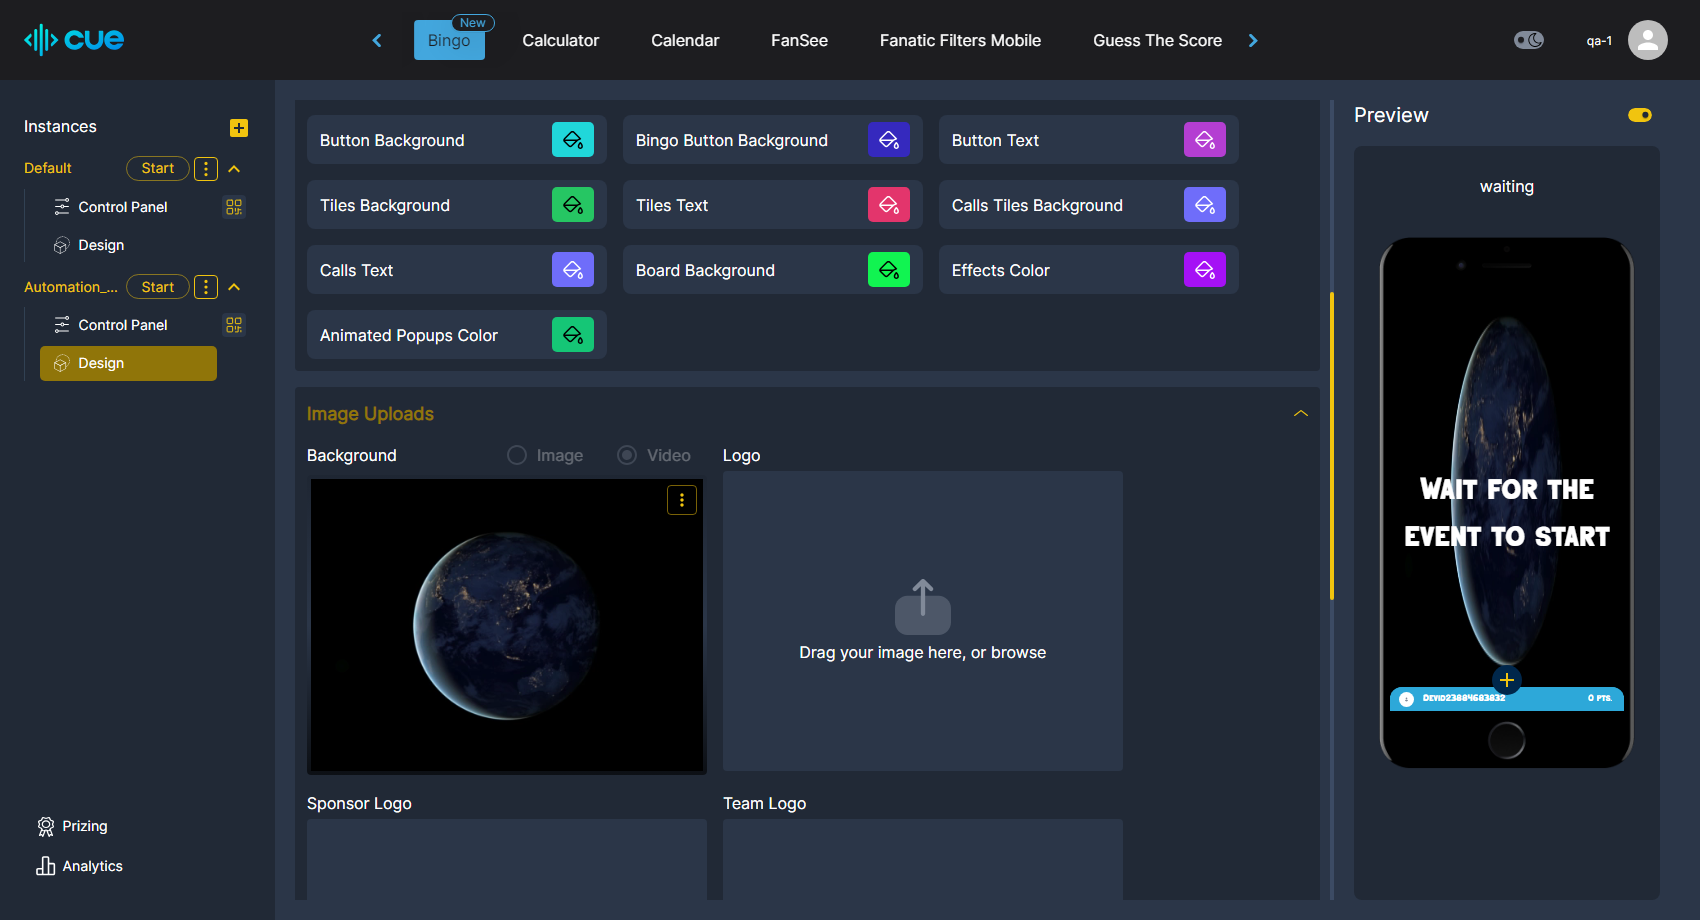 cue
Bingo
New
Calculator
Calendar
FanSee
Fanatic Filters Mobile
Guess The Score
qa-1
Instances
Default
Start
Control Panel
Design
Automation_...
Start
Control Panel
Design
Prizing
Analytics
Button Background
Bingo Button Background
Button Text
Tiles Background
Tiles Text
Calls Tiles Background
Calls Text
Board Background
Effects Color
Animated Popups Color
Image Uploads
Background
Image
Video
Logo
Drag your image here, or browse
Sponsor Logo
Team Logo
Preview
waiting
Wait for the
event to start
0 pts.